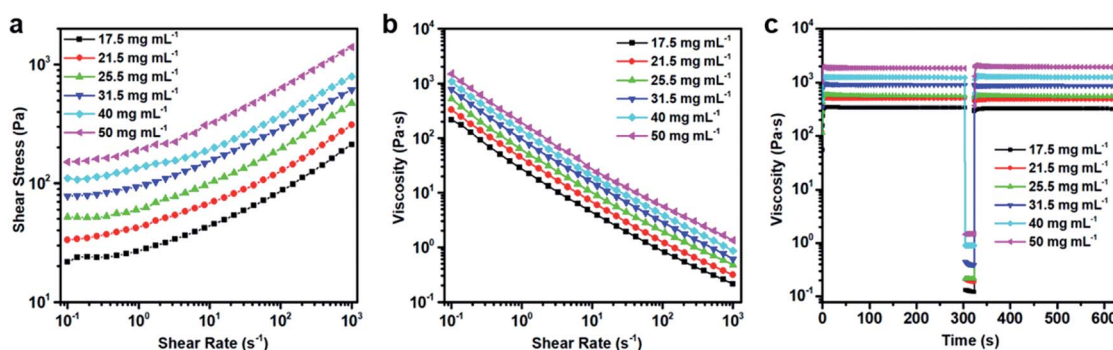 a
Shear Stress (Pa)
10³
10²
10¹
17.5 mg mL⁻¹
21.5 mg mL⁻¹
25.5 mg mL⁻¹
31.5 mg mL⁻¹
40 mg mL⁻¹
50 mg mL⁻¹
10⁻¹ 10⁰ 10¹ 10² 10³
Shear Rate (s⁻¹)
b
Viscosity (Pa·s)
10⁴
10³
10²
10¹
10⁰
10⁻¹
17.5 mg mL⁻¹
21.5 mg mL⁻¹
25.5 mg mL⁻¹
31.5 mg mL⁻¹
40 mg mL⁻¹
50 mg mL⁻¹
10⁻¹ 10⁰ 10¹ 10² 10³
Shear Rate (s⁻¹)
c
Viscosity (Pa·s)
10⁴
10³
10²
10¹
10⁰
10⁻¹
17.5 mg mL⁻¹
21.5 mg mL⁻¹
25.5 mg mL⁻¹
31.5 mg mL⁻¹
40 mg mL⁻¹
50 mg mL⁻¹
0 100 200 300 400 500 600
Time (s)